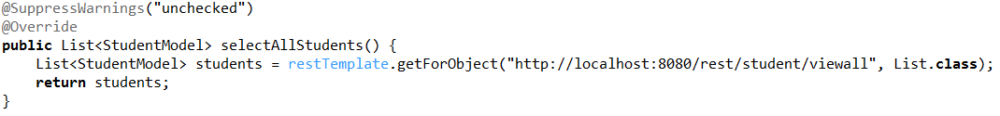 @SuppressWarnings("unchecked")
@Override
public List<StudentModel> selectAllStudents() {
    List<StudentModel> students = restTemplate.getForObject("http://localhost:8080/rest/student/viewall", List.class);
    return students;
}